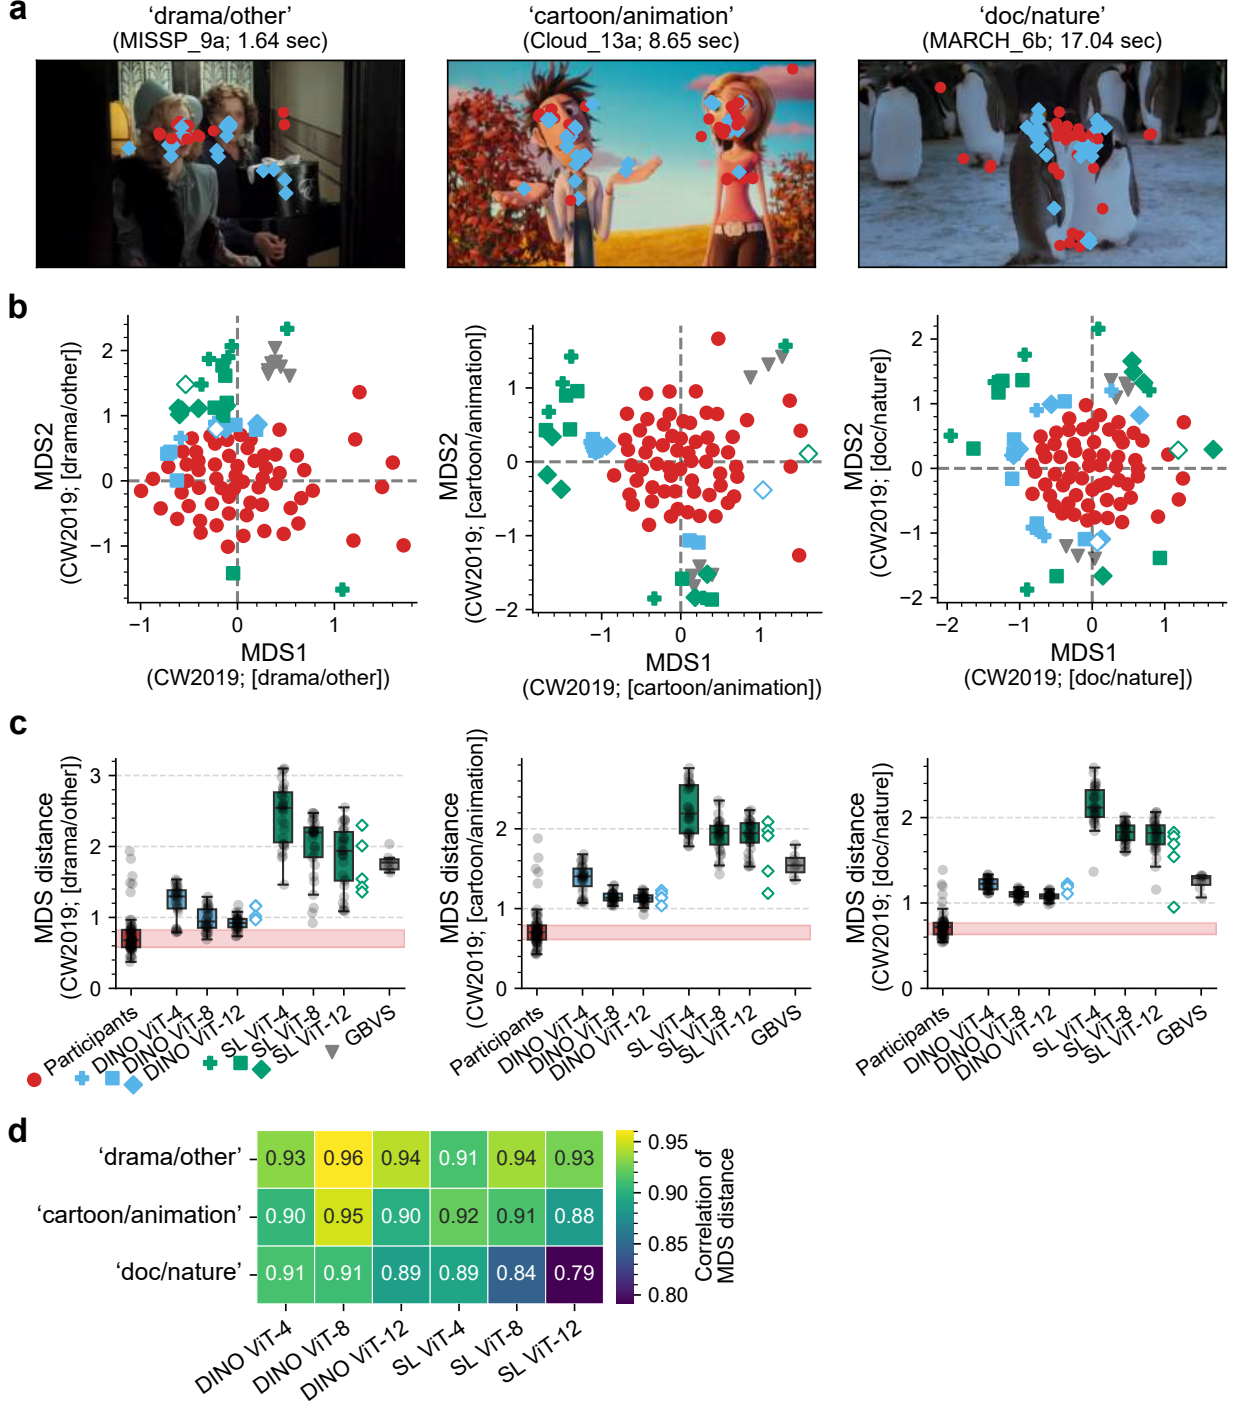 a
‘drama/other’
(MISSP_9a; 1.64 sec)
‘cartoon/animation’
(Cloud_13a; 8.65 sec)
‘doc/nature’
(MARCH_6b; 17.04 sec)
b
MDS2
(CW2019; [drama/other])
2
1
0
−1
−1
0
1
MDS1
(CW2019; [drama/other])
MDS2
(CW2019; [cartoon/animation])
1
0
−1
−2
−1
0
1
MDS1
(CW2019; [cartoon/animation])
MDS2
(CW2019; [doc/nature])
2
1
0
−1
−2
−2
−1
0
1
MDS1
(CW2019; [doc/nature])
c
MDS distance
(CW2019; [drama/other])
3
2
1
0
Participants
DINO ViT-4
DINO ViT-8
DINO ViT-12
SL ViT-4
SL ViT-8
SL ViT-12
GBVS
MDS distance
(CW2019; [cartoon/animation])
2
1
0
Participants
DINO ViT-4
DINO ViT-8
DINO ViT-12
SL ViT-4
SL ViT-8
SL ViT-12
GBVS
MDS distance
(CW2019; [doc/nature])
2
1
0
Participants
DINO ViT-4
DINO ViT-8
DINO ViT-12
SL ViT-4
SL ViT-8
SL ViT-12
GBVS
d
‘drama/other’ 0.93 0.96 0.94 0.91 0.94 0.93
‘cartoon/animation’ 0.90 0.95 0.90 0.92 0.91 0.88
‘doc/nature’ 0.91 0.91 0.89 0.89 0.84 0.79
DINO ViT-4
DINO ViT-8
DINO ViT-12
SL ViT-4
SL ViT-8
SL ViT-12
0.95
0.90
0.85
0.80
Correlation of
MDS distance